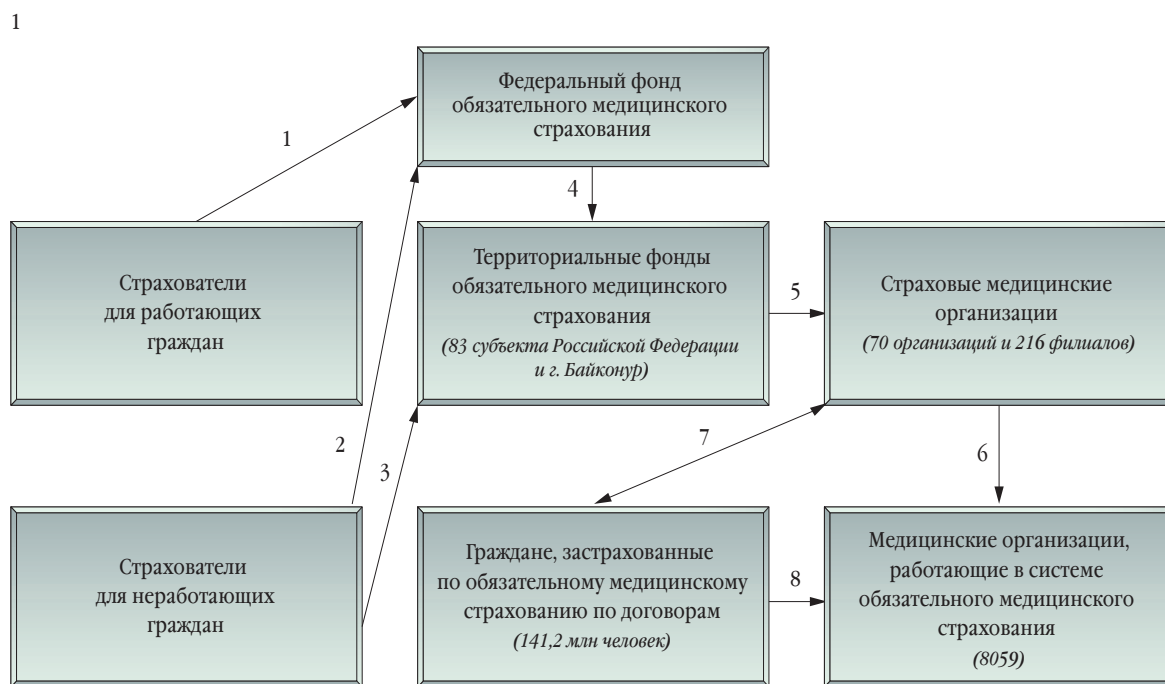 1
Федеральный фонд
обязательного медицинского
страхования
1
4
Страхователи
для работающих
граждан
Территориальные фонды
обязательного медицинского
страхования
(83 субъекта Российской Федерации
и г. Байконур)
5
Страховые медицинские
организации
(70 организаций и 216 филиалов)
2
3
7
6
Страхователи
для неработающих
граждан
Граждане, застрахованные
по обязательному медицинскому
страхованию по договорам
(141,2 млн человек)
8
Медицинские организации,
работающие в системе
обязательного медицинского
страхования
(8059)